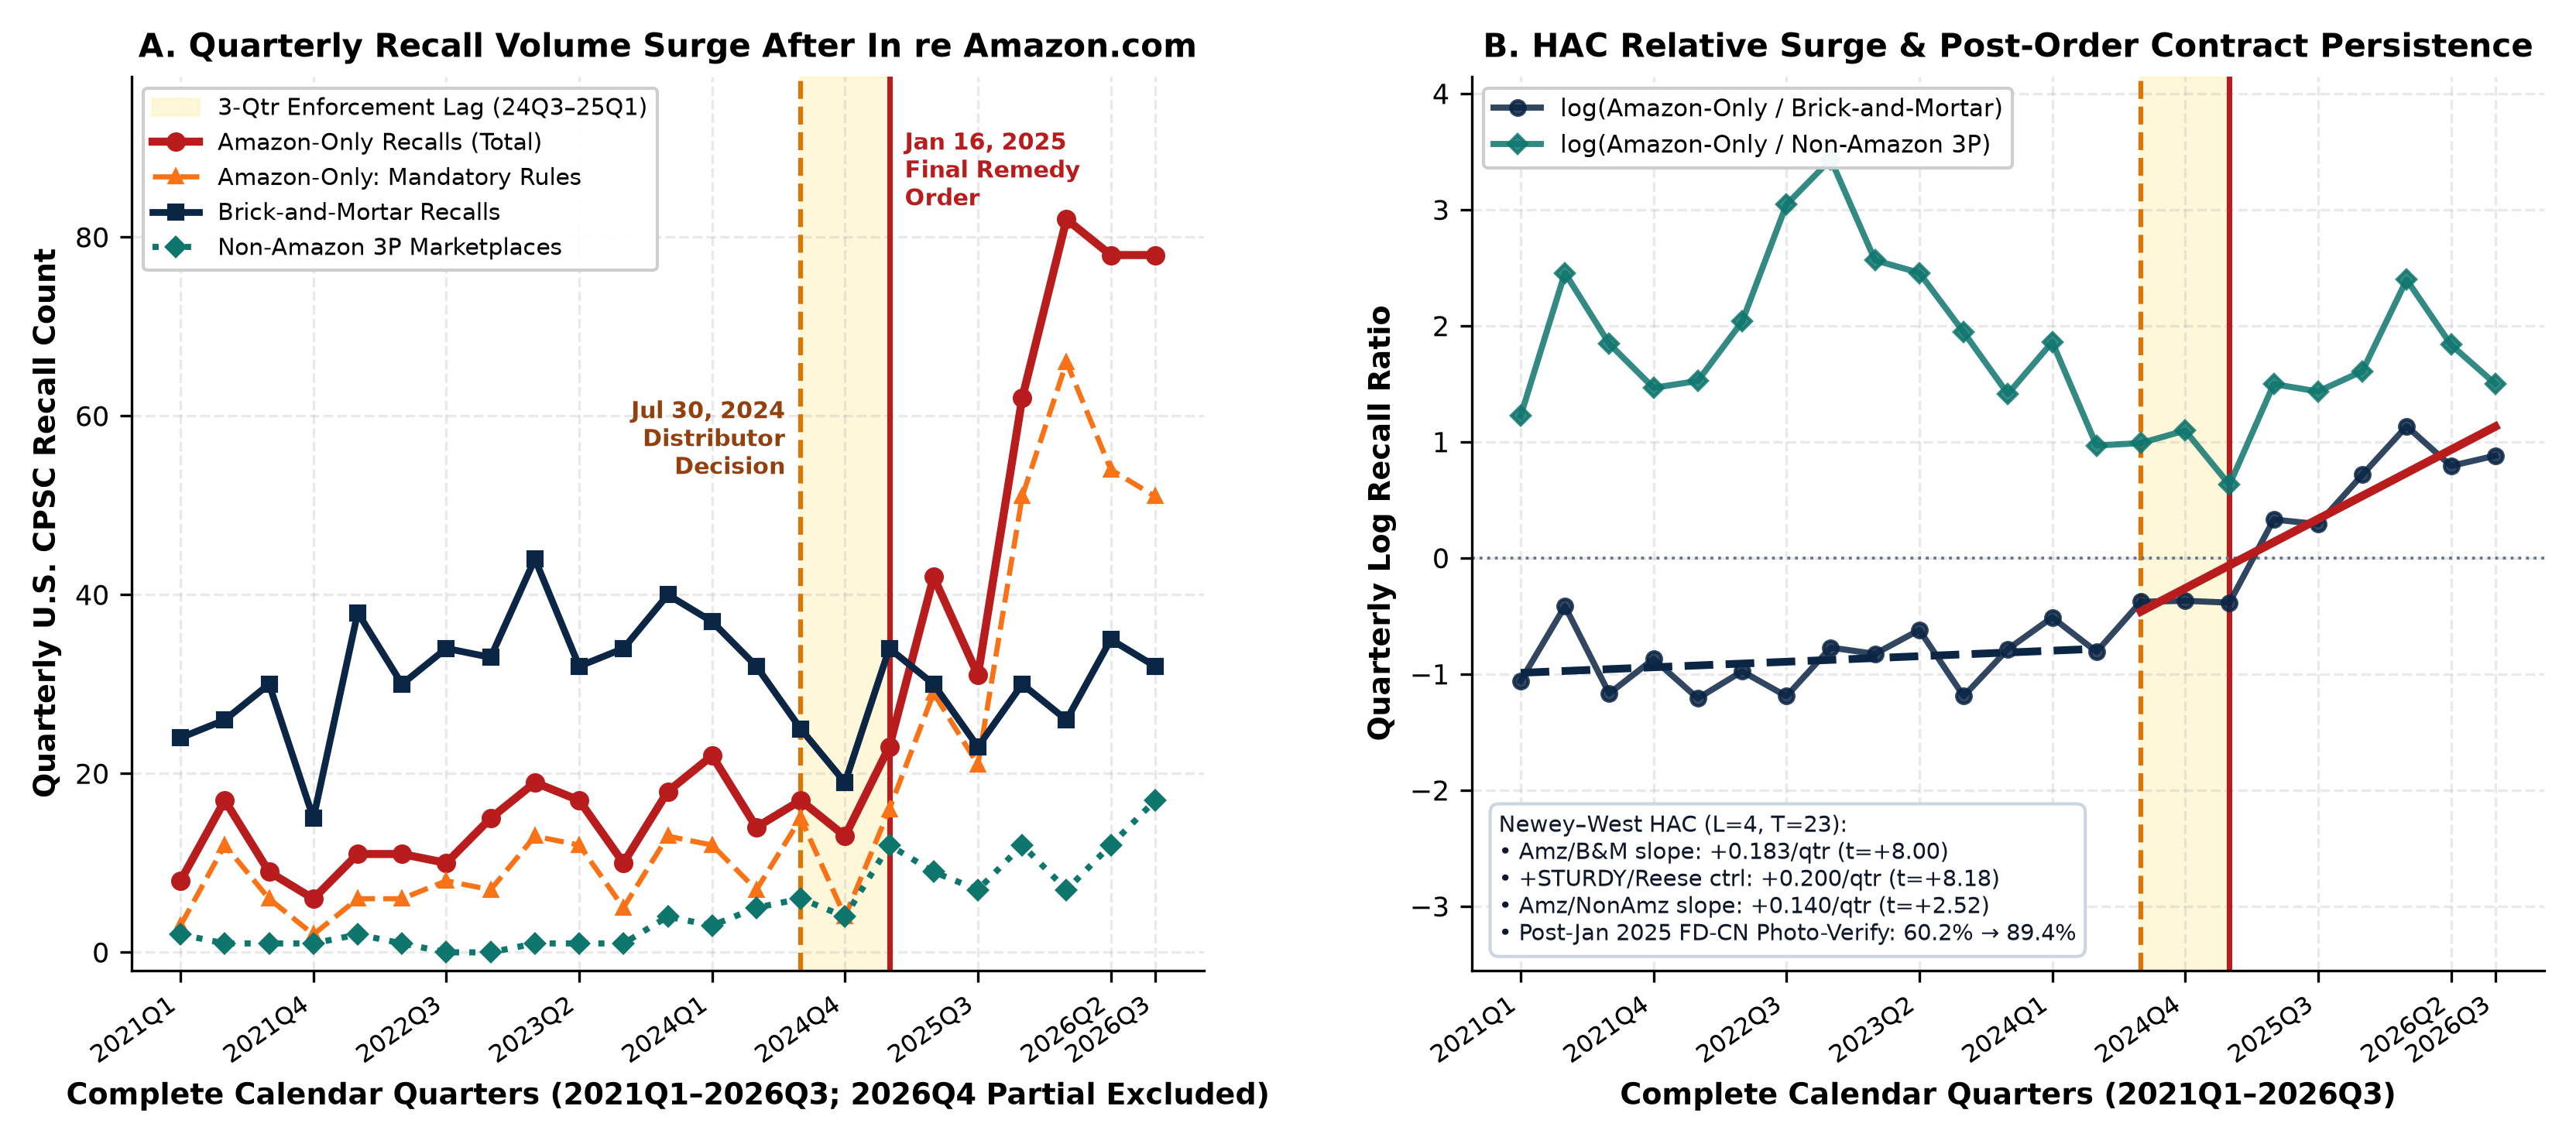 A. Quarterly Recall Volume Surge After In re Amazon.com
3-Qtr Enforcement Lag (24Q3–25Q1)
Amazon-Only Recalls (Total)
Amazon-Only: Mandatory Rules
Brick-and-Mortar Recalls
Non-Amazon 3P Marketplaces
Jan 16, 2025
Final Remedy
Order
Jul 30, 2024
Distributor
Decision
Quarterly U.S. CPSC Recall Count
80
60
40
20
0
2021Q1
2021Q4
2022Q3
2023Q2
2024Q1
2024Q4
2025Q3
2026Q2
2026Q3
Complete Calendar Quarters (2021Q1–2026Q3; 2026Q4 Partial Excluded)
B. HAC Relative Surge & Post-Order Contract Persistence
log(Amazon-Only / Brick-and-Mortar)
log(Amazon-Only / Non-Amazon 3P)
Quarterly Log Recall Ratio
4
3
2
1
0
−1
−2
−3
Newey–West HAC (L=4, T=23):
• Amz/B&M slope: +0.183/qtr (t=+8.00)
• +STURDY/Reese ctrl: +0.200/qtr (t=+8.18)
• Amz/NonAmz slope: +0.140/qtr (t=+2.52)
• Post-Jan 2025 FD-CN Photo-Verify: 60.2% → 89.4%
2021Q1
2021Q4
2022Q3
2023Q2
2024Q1
2024Q4
2025Q3
2026Q2
2026Q3
Complete Calendar Quarters (2021Q1–2026Q3)